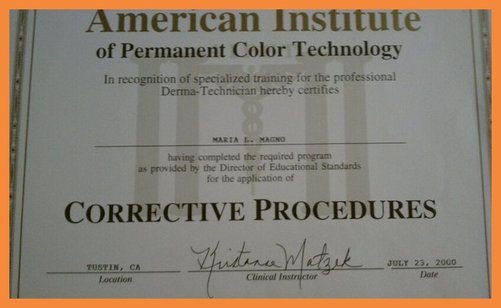 American Institute
of Permanent Color Technology
In recognition of specialized training for the professional
Derma-Technician hereby certifies
MARIA L. MAGNO
having completed the required program
as provided by the Director of Educational Standards
for the application of
CORRECTIVE PROCEDURES
TUSTIN, CA Kristance Matzek JULY 23, 2000
Location Clinical Instructor Date